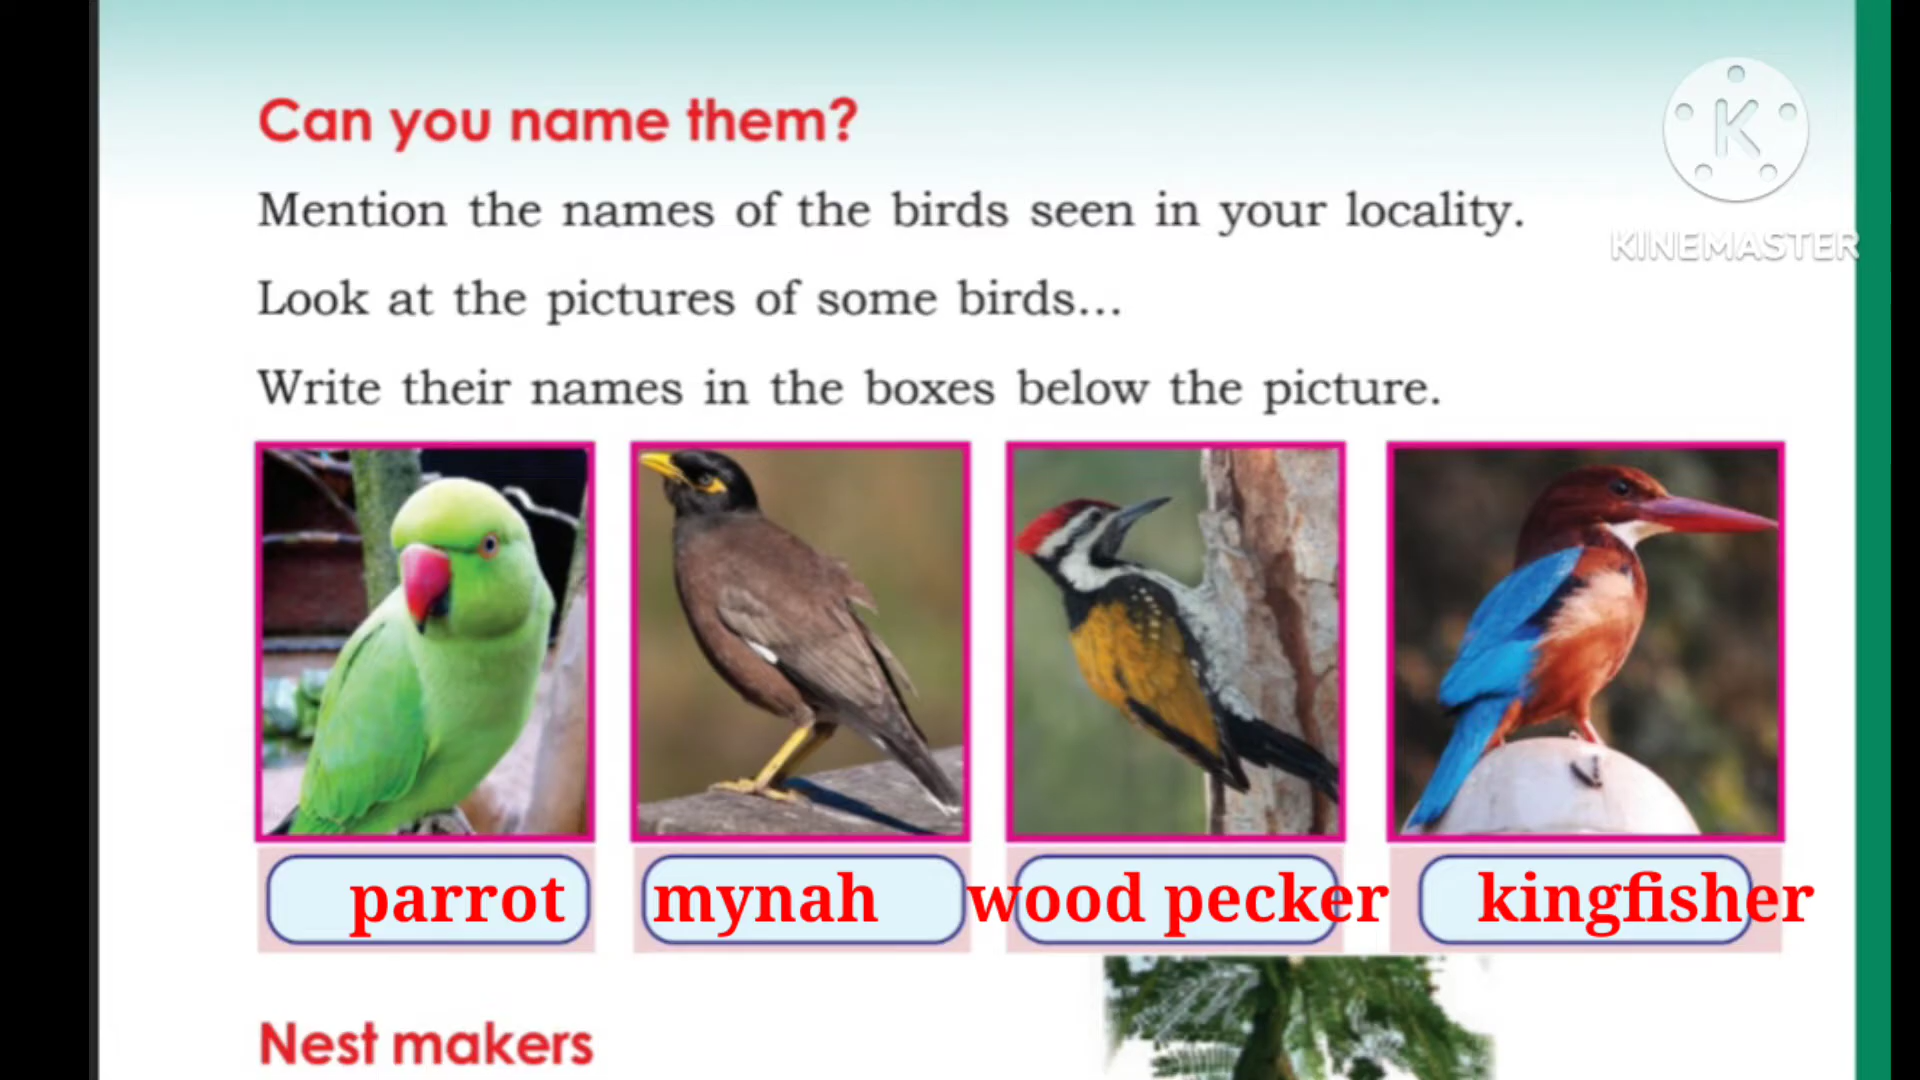 Can you name them?
K
KINEMASTER
Mention the names of the birds seen in your locality.
Look at the pictures of some birds...
Write their names in the boxes below the picture.
parrot mynah wood pecker kingfisher
Nest makers